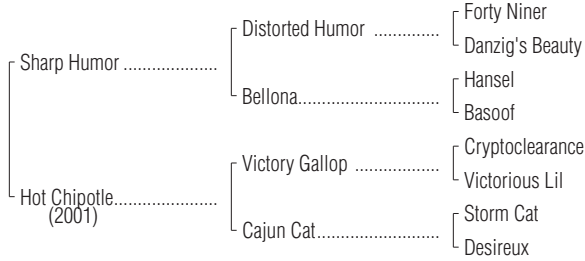 Forty Niner
Distorted Humor ................
Danzig's Beauty
Sharp Humor ....................
Hansel
Bellona..............................
Basoof
Cryptoclearance
Victory Gallop ..................
Victorious Lil
Hot Chipotle......................
(2001)
Storm Cat
Cajun Cat..........................
Desireux